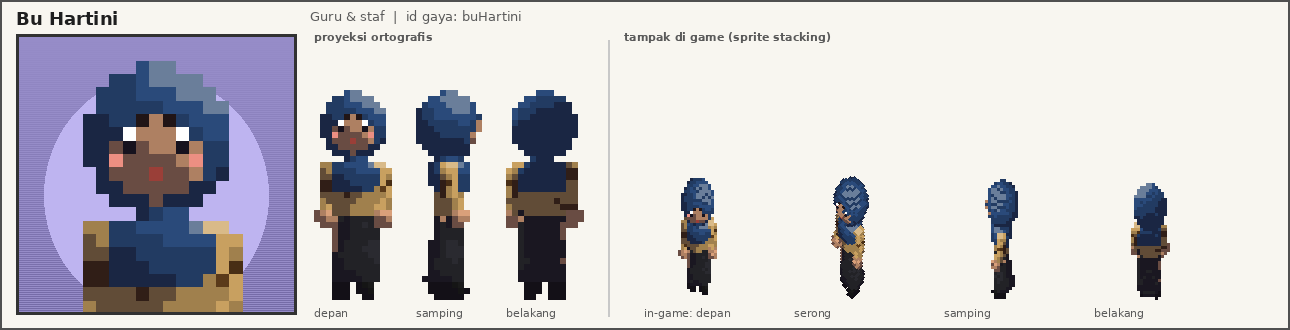 Bu Hartini
Guru & staf | id gaya: buHartini
proyeksi ortografis
tampak di game (sprite stacking)
depan
samping
belakang
in-game: depan
serong
samping
belakang